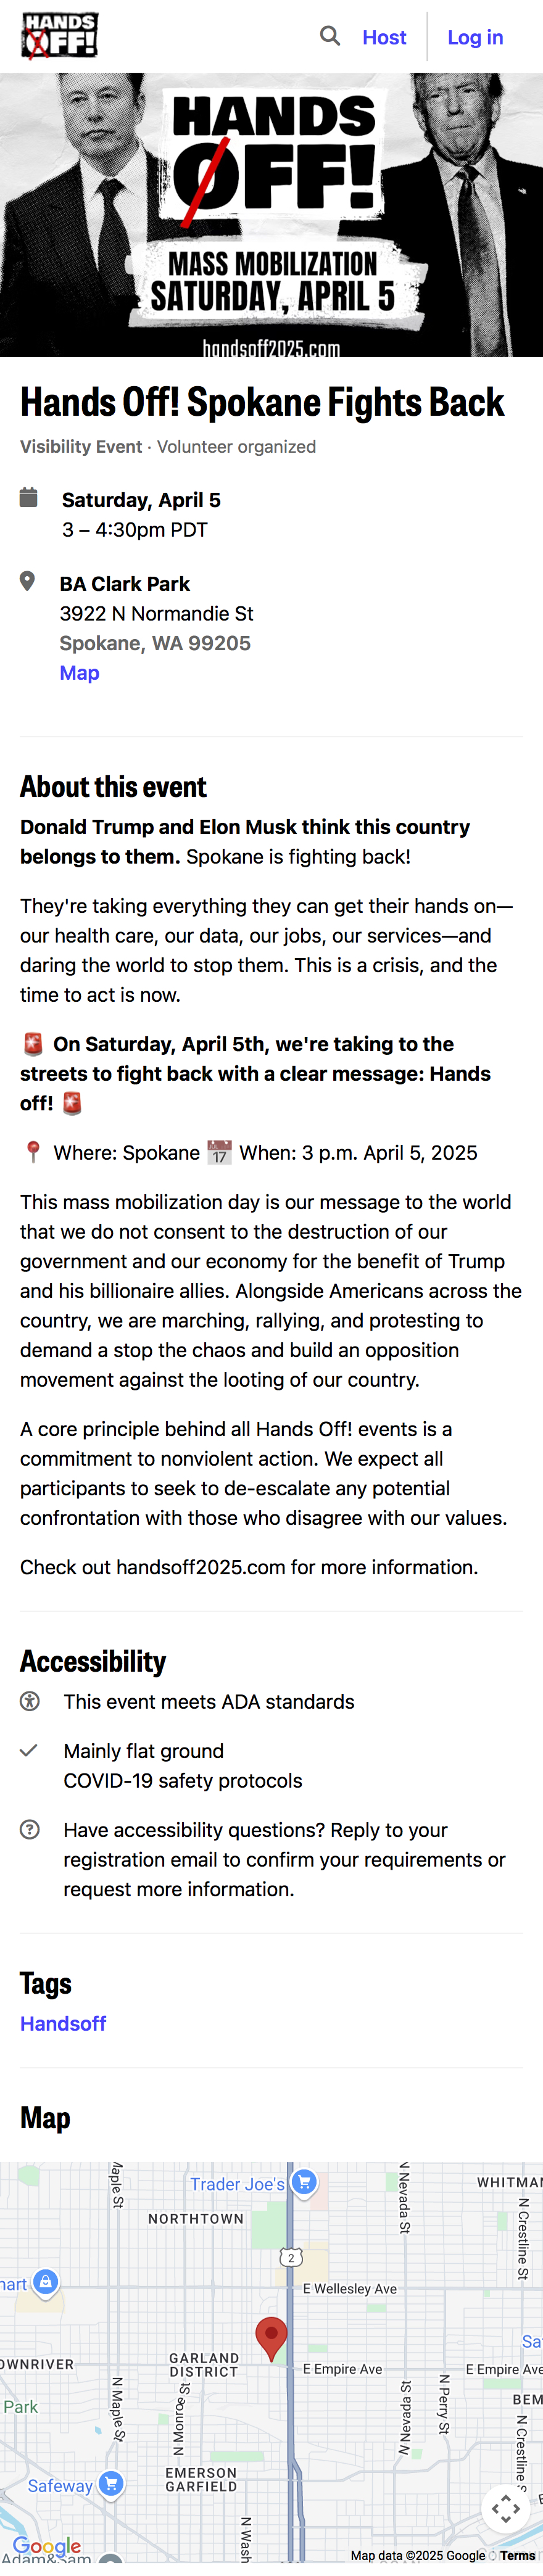 HANDS
OFF!
Host
Log in
HANDS
OFF!
MASS MOBILIZATION
SATURDAY, APRIL 5
handsoff2025.com
Hands Off! Spokane Fights Back
Visibility Event · Volunteer organized
Saturday, April 5
3 – 4:30pm PDT
BA Clark Park
3922 N Normandie St
Spokane, WA 99205
Map
About this event
Donald Trump and Elon Musk think this country
belongs to them. Spokane is fighting back!
They're taking everything they can get their hands on—
our health care, our data, our jobs, our services—and
daring the world to stop them. This is a crisis, and the
time to act is now.
🚨 On Saturday, April 5th, we're taking to the
streets to fight back with a clear message: Hands
off! 🚨
📍 Where: Spokane 📅 When: 3 p.m. April 5, 2025
This mass mobilization day is our message to the world
that we do not consent to the destruction of our
government and our economy for the benefit of Trump
and his billionaire allies. Alongside Americans across the
country, we are marching, rallying, and protesting to
demand a stop the chaos and build an opposition
movement against the looting of our country.
A core principle behind all Hands Off! events is a
commitment to nonviolent action. We expect all
participants to seek to de-escalate any potential
confrontation with those who disagree with our values.
Check out handsoff2025.com for more information.
Accessibility
This event meets ADA standards
Mainly flat ground
COVID-19 safety protocols
Have accessibility questions? Reply to your
registration email to confirm your requirements or
request more information.
Tags
Handsoff
Map
Maple St
Trader Joe's
N Nevada St
WHITMAN
N Crestline St
NORTHTOWN
2
E Wellesley Ave
mart
Sa
OWNRIVER
GARLAND
DISTRICT
E Empire Ave
E Empire Ave
Park
N Maple St
N Monroe St
N Nevada St
N Perry St
BEM
N Crestline S
EMERSON
GARFIELD
Safeway
N Wash
Google
Adam&Sam
Map data ©2025 Google
Terms